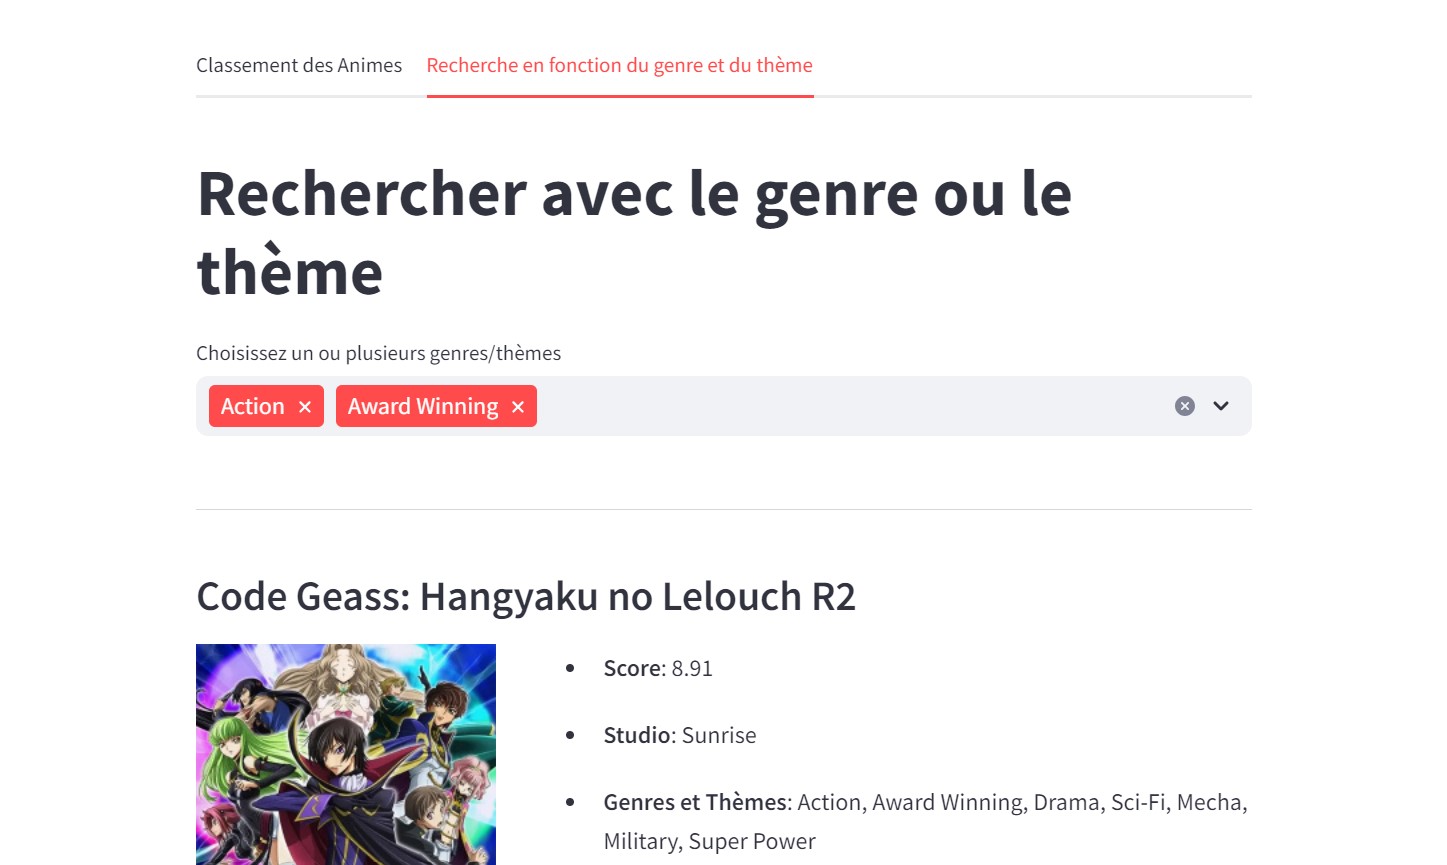 Classement des Animes
Recherche en fonction du genre et du thème
Rechercher avec le genre ou le
thème
Choisissez un ou plusieurs genres/thèmes
Action
Award Winning
Code Geass: Hangyaku no Lelouch R2
Score: 8.91
Studio: Sunrise
Genres et Thèmes: Action, Award Winning, Drama, Sci-Fi, Mecha,
Military, Super Power